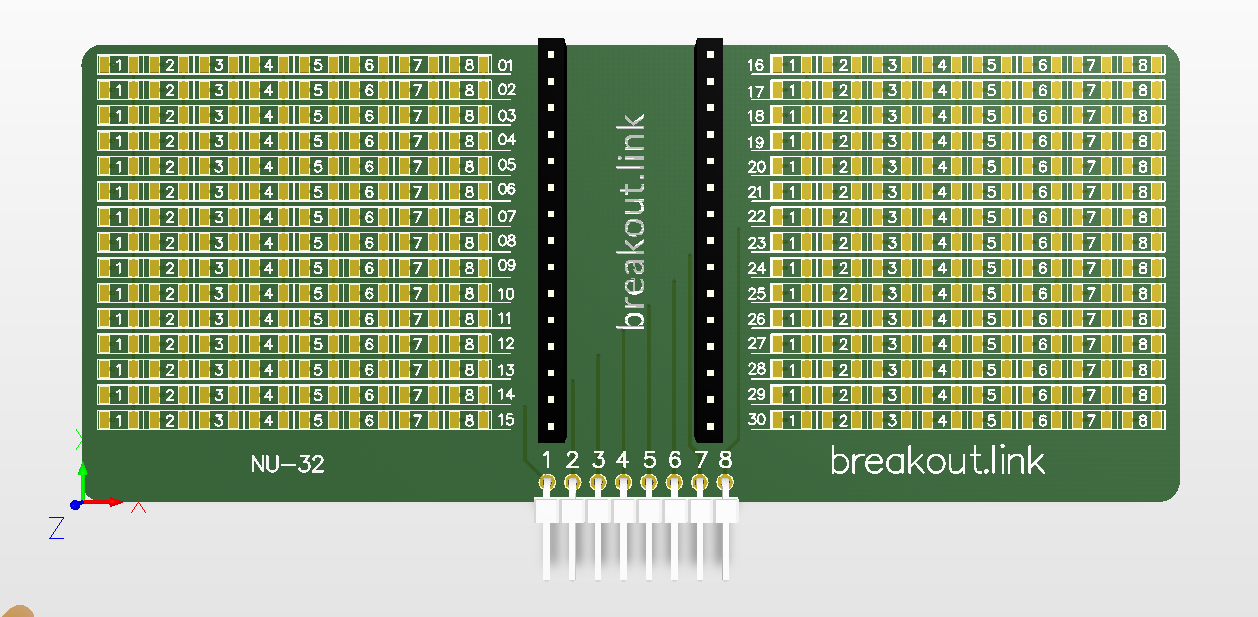 1 2 3 4 5 6 7 8 01
1 2 3 4 5 6 7 8 02
1 2 3 4 5 6 7 8 03
1 2 3 4 5 6 7 8 04
1 2 3 4 5 6 7 8 05
1 2 3 4 5 6 7 8 06
1 2 3 4 5 6 7 8 07
1 2 3 4 5 6 7 8 08
1 2 3 4 5 6 7 8 09
1 2 3 4 5 6 7 8 10
1 2 3 4 5 6 7 8 11
1 2 3 4 5 6 7 8 12
1 2 3 4 5 6 7 8 13
1 2 3 4 5 6 7 8 14
1 2 3 4 5 6 7 8 15
breakout.link
16 1 2 3 4 5 6 7 8
17 1 2 3 4 5 6 7 8
18 1 2 3 4 5 6 7 8
19 1 2 3 4 5 6 7 8
20 1 2 3 4 5 6 7 8
21 1 2 3 4 5 6 7 8
22 1 2 3 4 5 6 7 8
23 1 2 3 4 5 6 7 8
24 1 2 3 4 5 6 7 8
25 1 2 3 4 5 6 7 8
26 1 2 3 4 5 6 7 8
27 1 2 3 4 5 6 7 8
28 1 2 3 4 5 6 7 8
29 1 2 3 4 5 6 7 8
30 1 2 3 4 5 6 7 8
NU-32
1 2 3 4 5 6 7 8
breakout.link
Y
X
Z